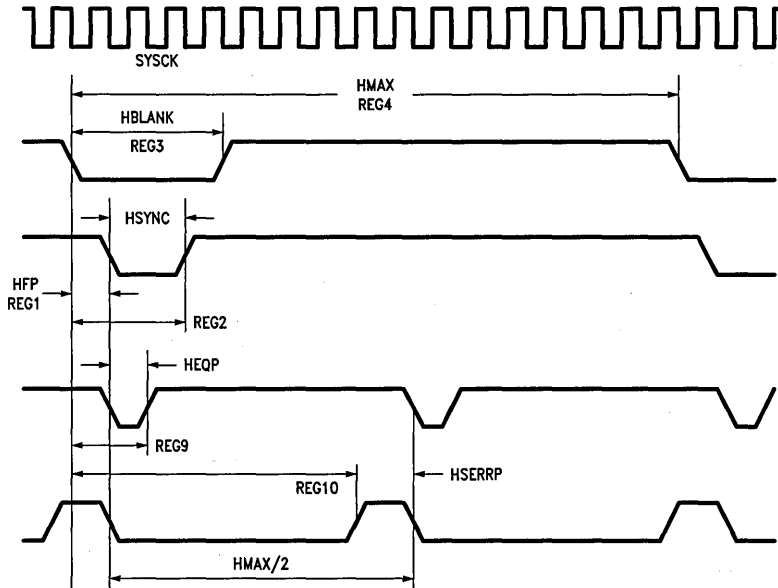 SYSCK
HMAX
REG4
HBLANK
REG3
HSYNC
HFP
REG1
REG2
HEQP
REG9
REG10
HSERRP
HMAX/2